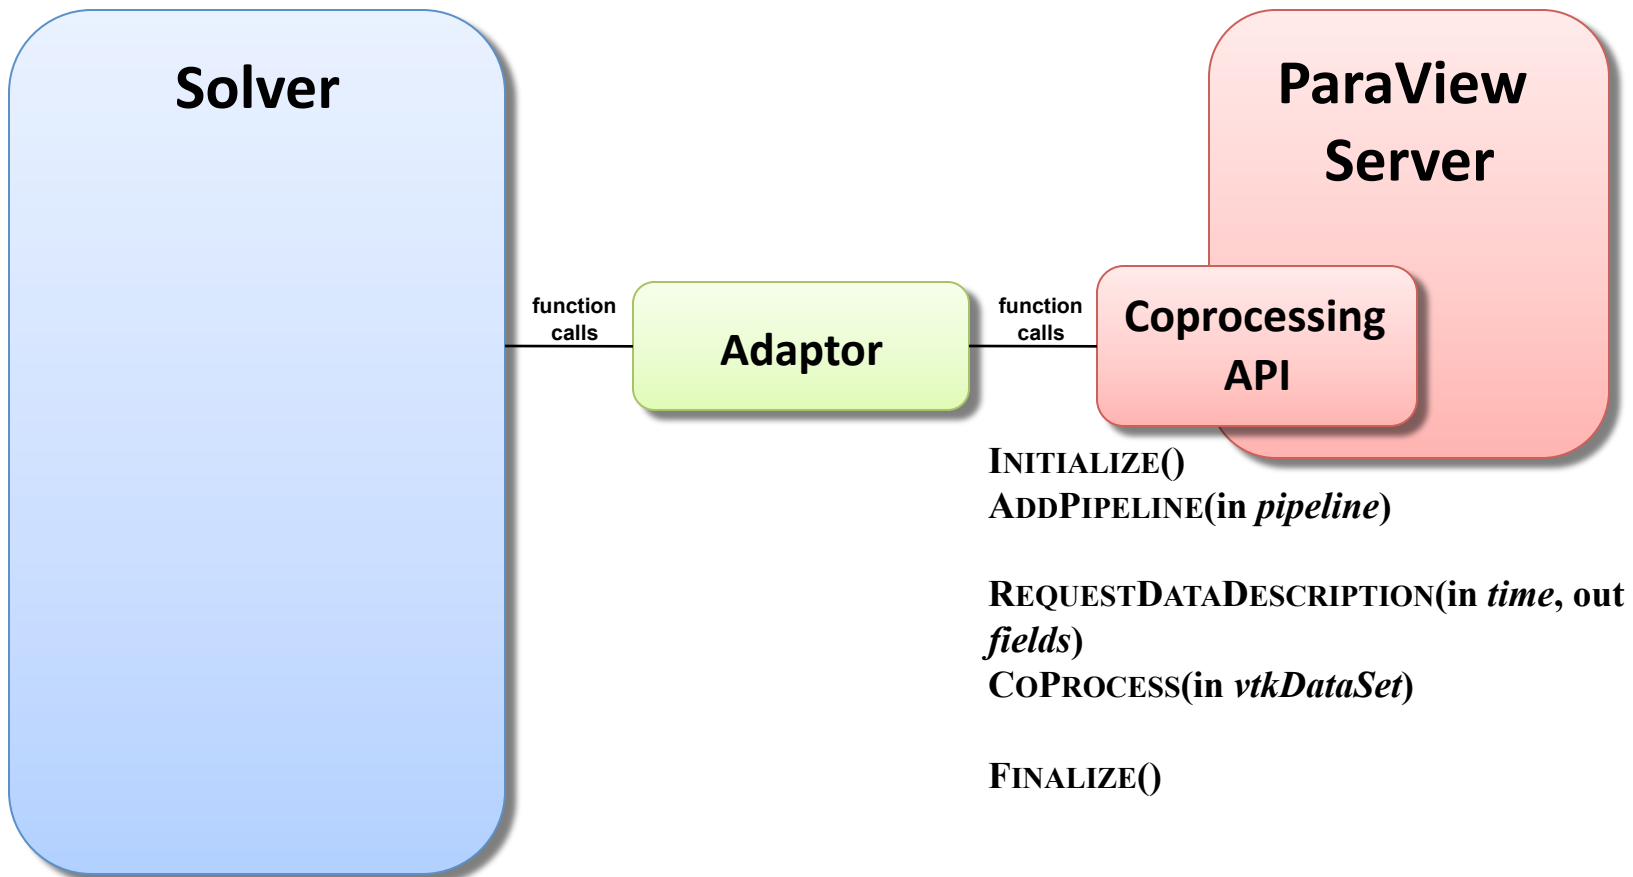 Solver
ParaView
Server
function
calls
Adaptor
function
calls
Coprocessing
API
INITIALIZE()
ADDPIPELINE(in pipeline)
REQUESTDATADESCRIPTION(in time, out
fields)
COPROCESS(in vtkDataSet)
FINALIZE()